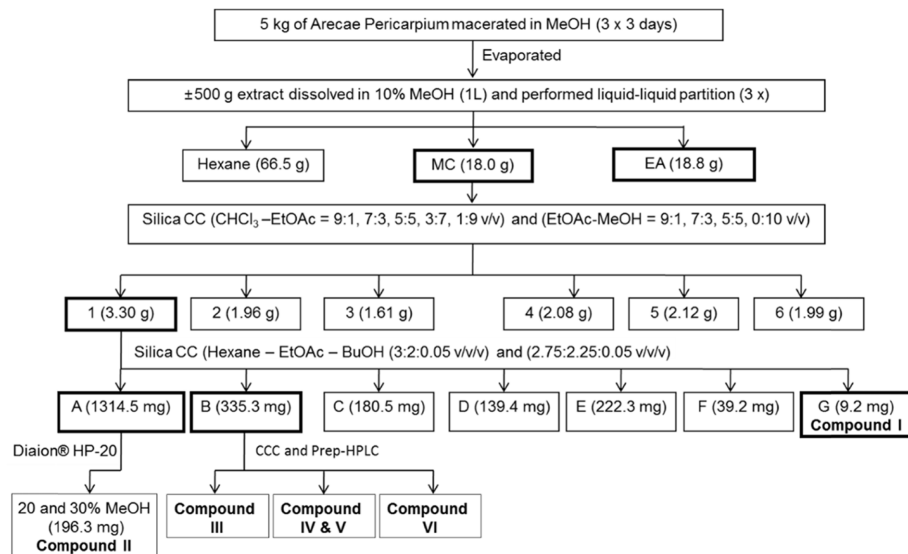 5 kg of Arecae Pericarpium macerated in MeOH (3 x 3 days)
Evaporated
±500 g extract dissolved in 10% MeOH (1L) and performed liquid-liquid partition (3 x)
Hexane (66.5 g)
MC (18.0 g)
EA (18.8 g)
Silica CC (CHCl₃ –EtOAc = 9:1, 7:3, 5:5, 3:7, 1:9 v/v) and (EtOAc-MeOH = 9:1, 7:3, 5:5, 0:10 v/v)
1 (3.30 g)
2 (1.96 g)
3 (1.61 g)
4 (2.08 g)
5 (2.12 g)
6 (1.99 g)
Silica CC (Hexane – EtOAc – BuOH (3:2:0.05 v/v/v) and (2.75:2.25:0.05 v/v/v)
A (1314.5 mg)
B (335.3 mg)
C (180.5 mg)
D (139.4 mg)
E (222.3 mg)
F (39.2 mg)
G (9.2 mg)
Compound I
Diaion® HP-20
CCC and Prep-HPLC
20 and 30% MeOH
(196.3 mg)
Compound II
Compound
III
Compound
IV & V
Compound
VI